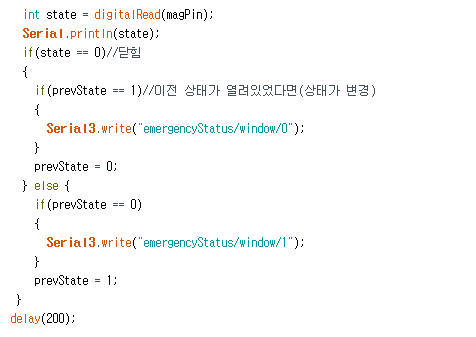 int state = digitalRead(magPin);
Serial.println(state);
if(state == 0)//닫힘
{
if(prevState == 1)//이전 상태가 열려있었다면(상태가 변경)
{
Serial3.write("emergencyStatus/window/0");
}
prevState = 0;
} else {
if(prevState == 0)
{
Serial3.write("emergencyStatus/window/1");
}
prevState = 1;
}
delay(200);